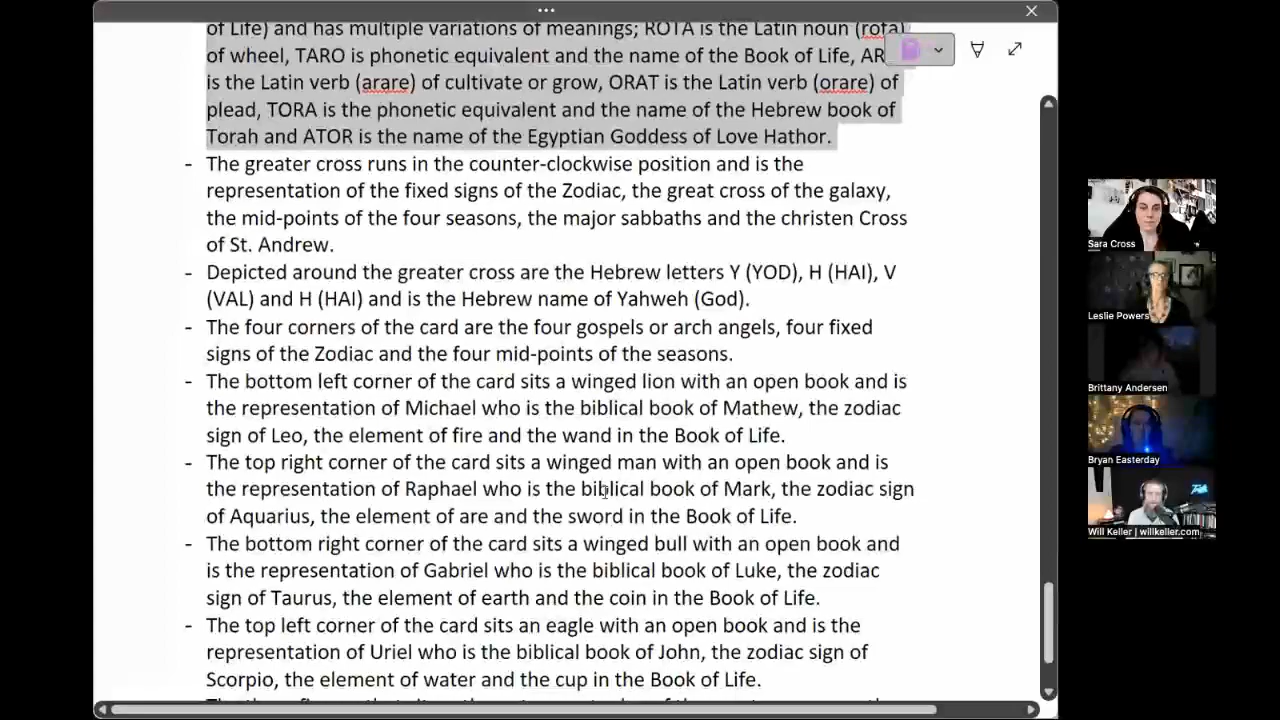 of Life) and has multiple variations of meanings; ROTA is the Latin noun (rota)
of wheel, TARO is phonetic equivalent and the name of the Book of Life,
is the Latin verb (arare) of cultivate or grow, ORAT is the Latin verb (orare) of
plead, TORA is the phonetic equivalent and the name of the Hebrew book of
Torah and ATOR is the name of the Egyptian Goddess of Love Hathor.
- The greater cross runs in the counter-clockwise position and is the
representation of the fixed signs of the Zodiac, the great cross of the galaxy,
the mid-points of the four seasons, the major sabbaths and the christen Cross
of St. Andrew.
- Depicted around the greater cross are the Hebrew letters Y (YOD), H (HAI), V
(VAL) and H (HAI) and is the Hebrew name of Yahweh (God).
- The four corners of the card are the four gospels or arch angels, four fixed
signs of the Zodiac and the four mid-points of the seasons.
- The bottom left corner of the card sits a winged lion with an open book and is
the representation of Michael who is the biblical book of Mathew, the zodiac
sign of Leo, the element of fire and the wand in the Book of Life.
- The top right corner of the card sits a winged man with an open book and is
the representation of Raphael who is the biblical book of Mark, the zodiac sign
of Aquarius, the element of are and the sword in the Book of Life.
- The bottom right corner of the card sits a winged bull with an open book and
is the representation of Gabriel who is the biblical book of Luke, the zodiac
sign of Taurus, the element of earth and the coin in the Book of Life.
- The top left corner of the card sits an eagle with an open book and is the
representation of Uriel who is the biblical book of John, the zodiac sign of
Scorpio, the element of water and the cup in the Book of Life.
Sara Cross
Leslie Powers
Brittany Andersen
Bryan Easterday
Will Keller | willkeller.com